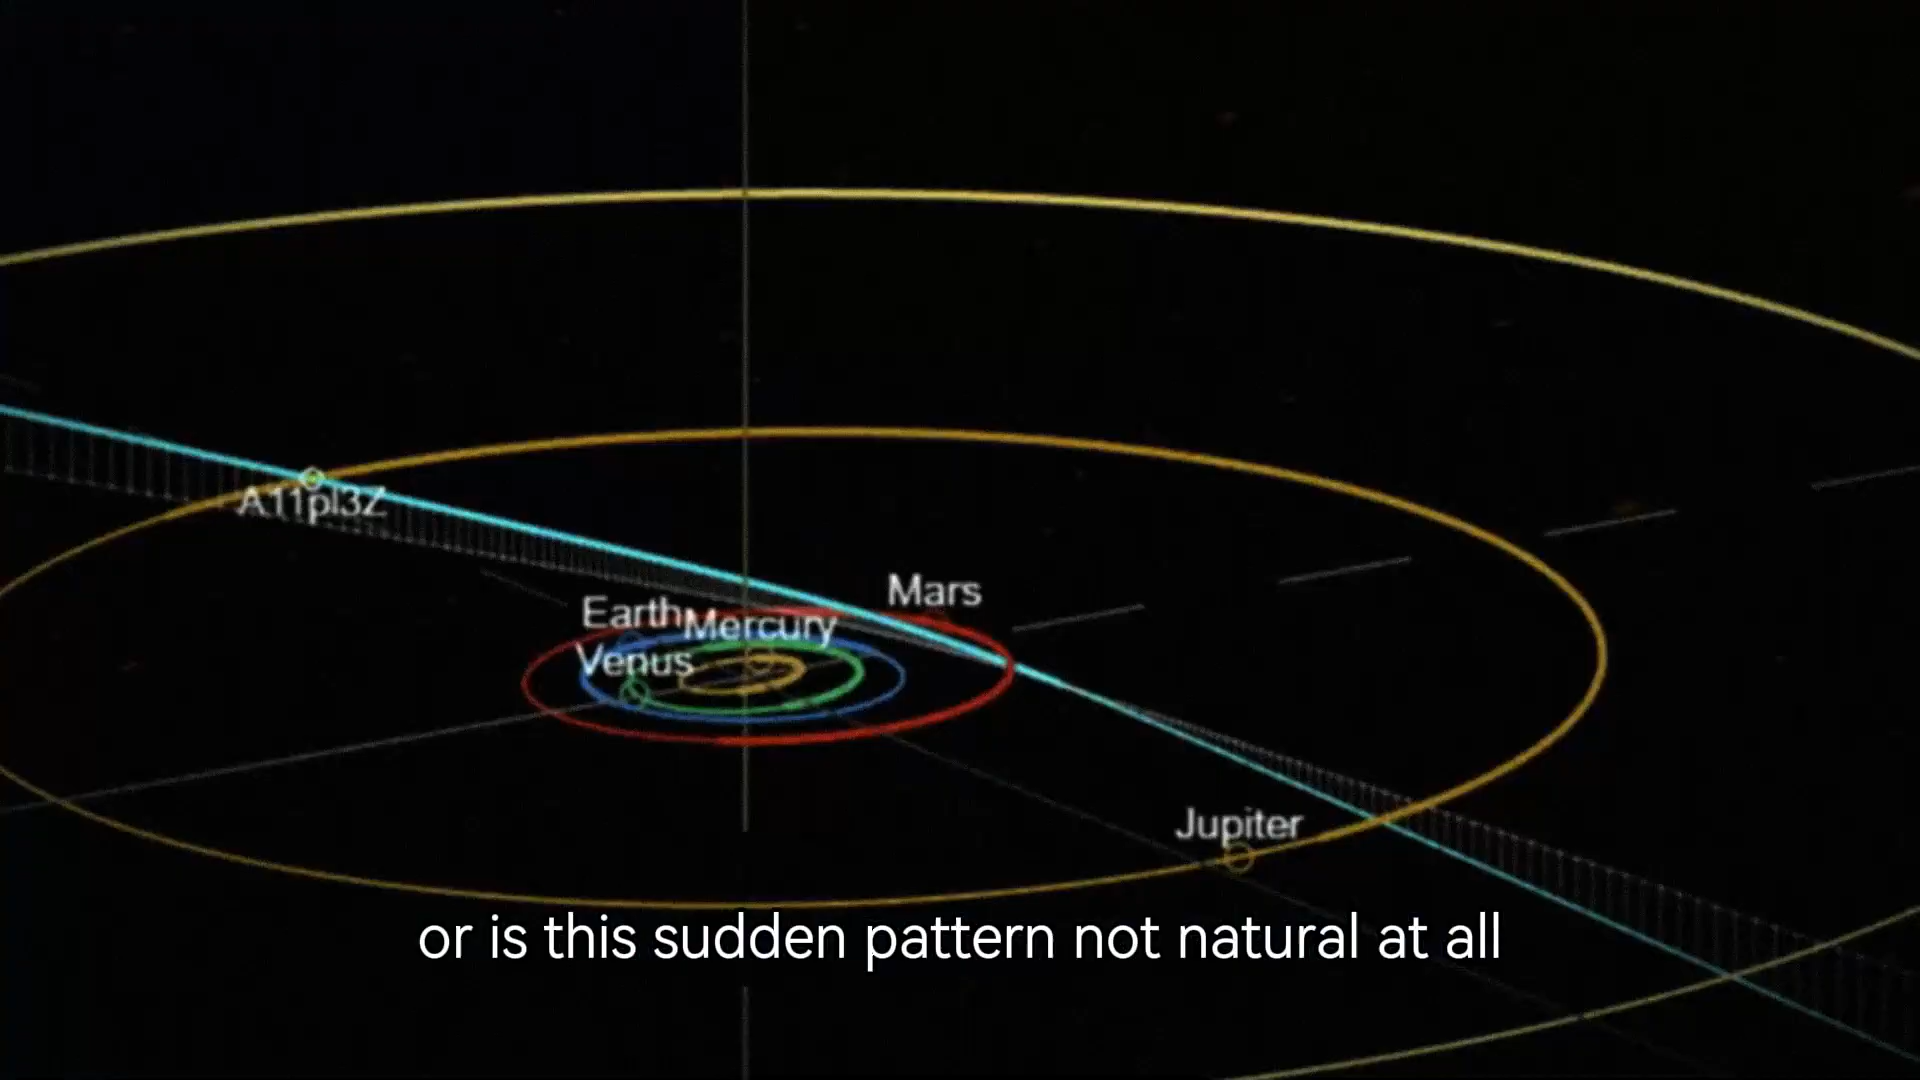 A11pl3Z
Mars
Earth
Mercury
Venus
Jupiter
or is this sudden pattern not natural at all